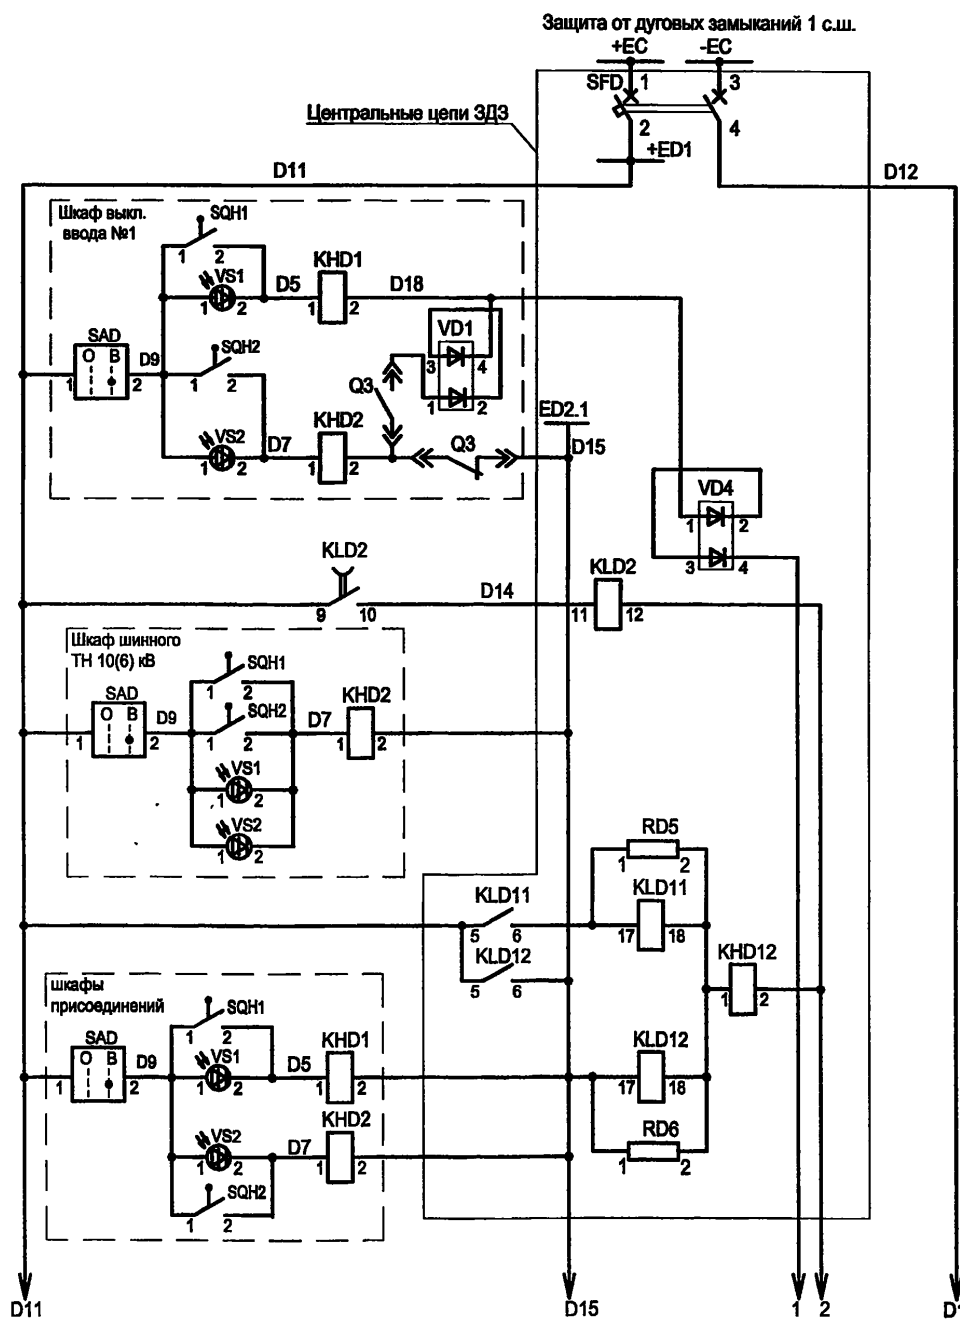 Защита от дуговых замыканий 1 с.ш.
+EC -EC
SFD 1 3
2 4
Центральные цепи ЗДЗ
+ED1
D11 D12
Шкаф выкл.
ввода №1
SQH1
1 2
VS1
1 2
D5
KHD1
1 2
D18
SAD
O B
1 2
D9
SQH2
1 2
VS2
1 2
D7
KHD2
1 2
VD1
3 4
1 2
Q3
Q3
ED2.1
D15
VD4
1 2
3 4
KLD2
9 10
D14
KLD2
11 12
Шкаф шинного
ТН 10(6) кВ
SAD
O B
1 2
D9
SQH1
1 2
SQH2
1 2
VS1
1 2
VS2
1 2
D7
KHD2
1 2
RD5
1 2
KLD11
5 6
KLD11
17 18
KLD12
5 6
KHD12
1 2
шкафы
присоединений
SAD
O B
1 2
D9
SQH1
1 2
VS1
1 2
D5
KHD1
1 2
KLD12
17 18
VS2
1 2
D7
KHD2
1 2
RD6
1 2
SQH2
1 2
D11 D15 1 2